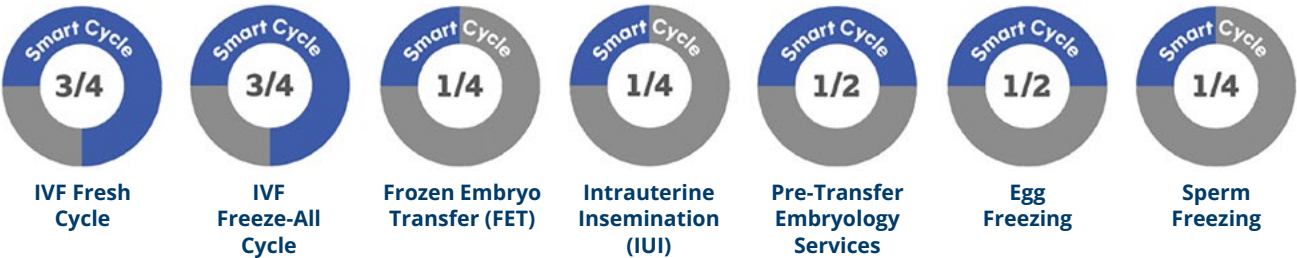 Smart Cycle
3/4
IVF Fresh
Cycle
Smart Cycle
3/4
IVF
Freeze-All
Cycle
Smart Cycle
1/4
Frozen Embryo
Transfer (FET)
Smart Cycle
1/4
Intrauterine
Insemination
(IUI)
Smart Cycle
1/2
Pre-Transfer
Embryology
Services
Smart Cycle
1/2
Egg
Freezing
Smart Cycle
1/4
Sperm
Freezing